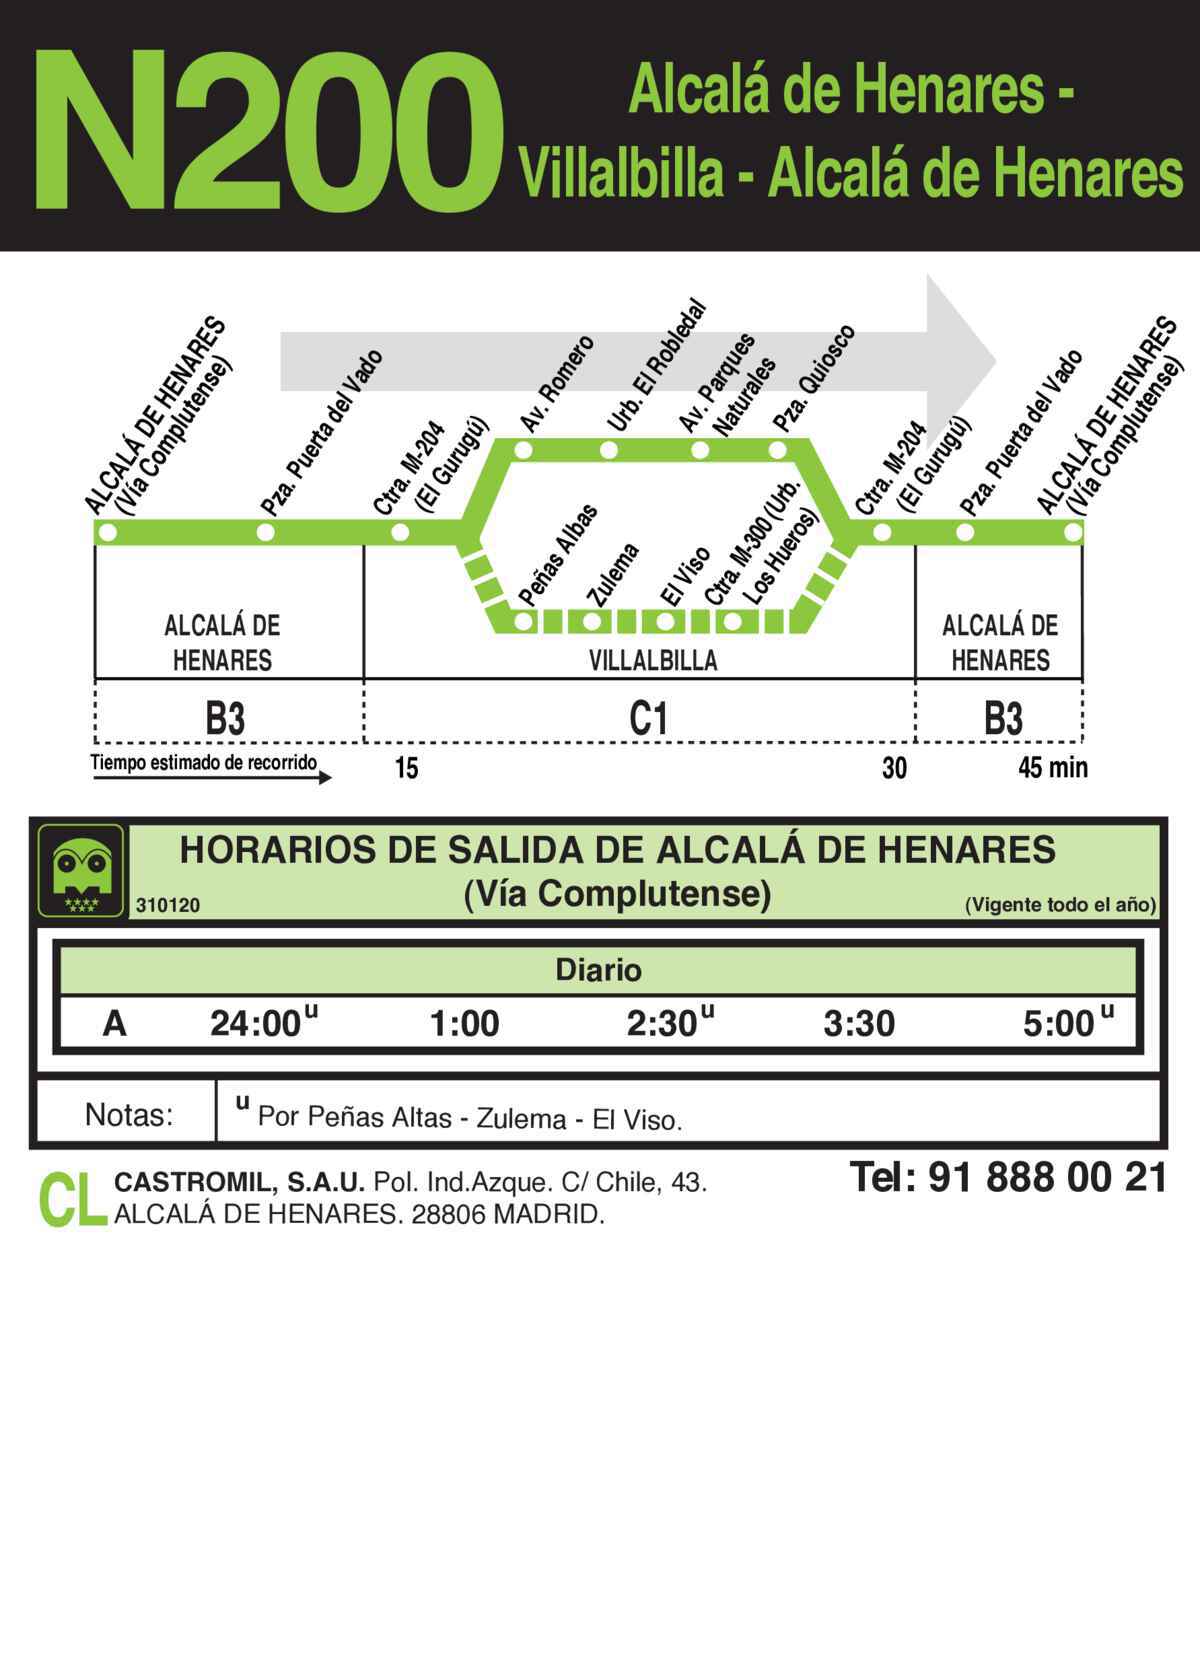 N200
Alcalá de Henares -
Villalbilla - Alcalá de Henares
ALCALÁ DE HENARES
(Vía Complutense)
Pza. Puerta del Vado
Ctra. M-204
(El Gurugú)
Av. Romero
Urb. El Robledal
Av. Parques
Naturales
Pza. Quiosco
Ctra. M-204
(El Gurugú)
Pza. Puerta del Vado
ALCALÁ DE HENARES
(Vía Complutense)
Peñas Albas
Zulema
El Viso
Ctra. M-300 (Urb.
Los Hueros)
ALCALÁ DE
HENARES
VILLALBILLA
ALCALÁ DE
HENARES
B3 C1 B3
Tiempo estimado de recorrido 15 30 45 min
HORARIOS DE SALIDA DE ALCALÁ DE HENARES
(Vía Complutense)
310120 (Vigente todo el año)
Diario
A 24:00 u 1:00 2:30 u 3:30 5:00 u
Notas: u Por Peñas Altas - Zulema - El Viso.
CL
CASTROMIL, S.A.U. Pol. Ind.Azque. C/ Chile, 43.
ALCALÁ DE HENARES. 28806 MADRID.
Tel: 91 888 00 21